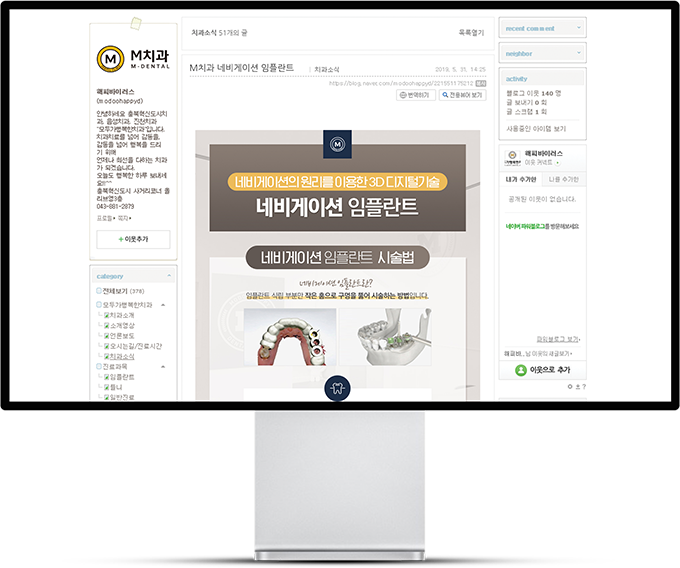 M
M치과
M-DENTAL
해피바이러스
(modoohappyd)
안녕하세요 충북혁신도시치
과, 음성치과, 진천치과
'모두가행복한치과'입니다.
치과치료를 넘어 감동을,
감동을 넘어 행복을 드리
기 위해
언제나 최선을 다하는 치과
가 되겠습니다.
오늘도 행복한 하루 보내세
요!!^^
충북혁신도시 사거리코너 졸
리브영3층
043-881-2879
프로필▸ 쪽지▸
+ 이웃추가
category
전체보기 (378)
모두가행복한치과
치과소개
소개영상
언론보도
오시는길/진료시간
치과소식
진료과목
임플란트
틀니
일반진료
치과소식 51개의 글
목록열기
M치과 네비게이션 임플란트 | 치과소식
2019. 5. 31. 14:25
https://blog.naver.com/modoohappyd/221551175212 복사
번역하기
전용뷰어 보기
M
네비게이션의 원리를 이용한 3D 디지털기술
네비게이션 임플란트
네비게이션 임플란트 시술법
네비게이션 임플란트란?
임플란트 식립 부분만 작은 홈으로 구멍을 뚫어 시술하는 방법입니다.
recent comment
neighbor
activity
블로그 이웃 140 명
글 보내기 0 회
글 스크랩 1 회
사용중인 아이템 보기
해피바이러스
이웃 커넥트 ▸
내가 추가한
나를 추가한
공개된 이웃이 없습니다.
네이버 파워블로그를 방문해보세요
파워블로그 보기▸
해피바..님 이웃의 새글보기▸
이웃으로 추가